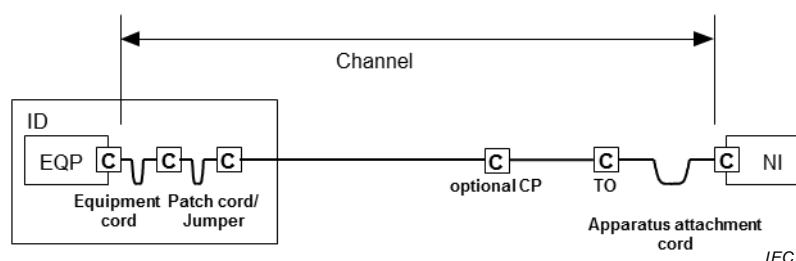 Channel
ID
EQP
C
C
C
C
C
C
NI
Equipment
cord
Patch cord/
Jumper
optional CP
TO
Apparatus attachment
cord
IEC